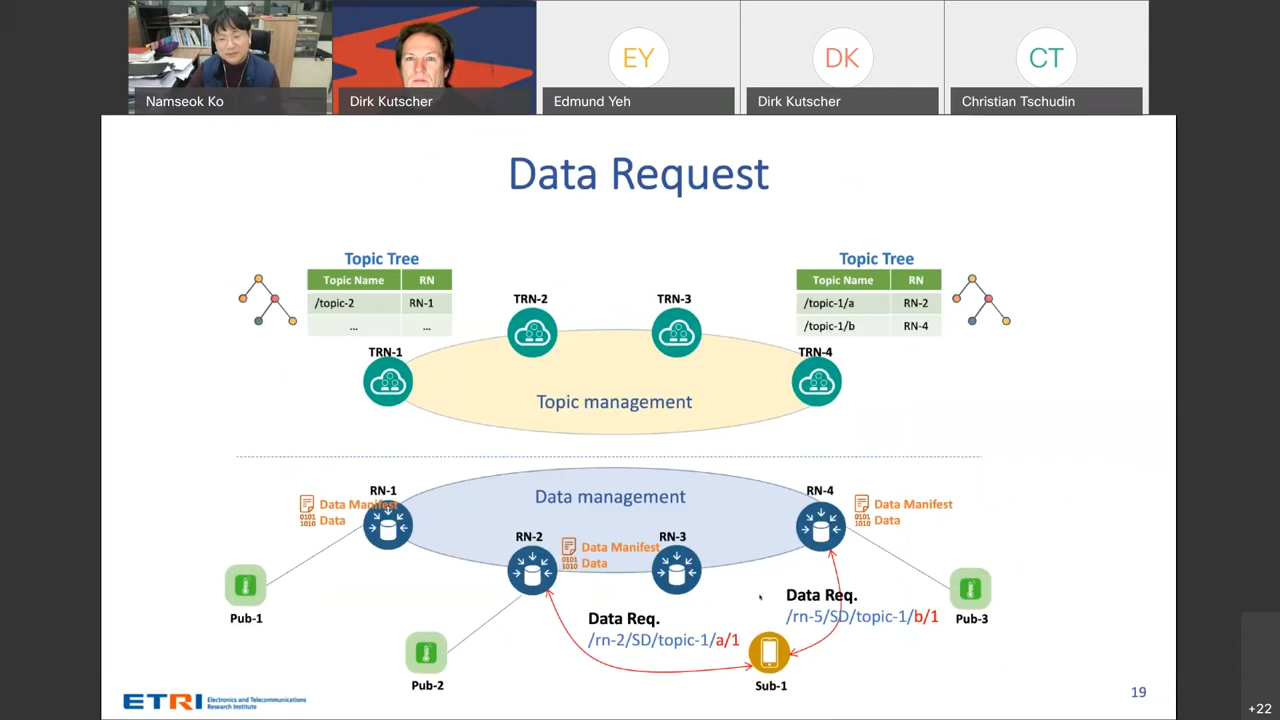 EY
DK
CT
Namseok Ko
Dirk Kutscher
Edmund Yeh
Dirk Kutscher
Christian Tschudin
Data Request
Topic Tree
Topic Name RN
/topic-2 RN-1
... ...
Topic Tree
Topic Name RN
/topic-1/a RN-2
/topic-1/b RN-4
TRN-2
TRN-3
TRN-1
TRN-4
Topic management
RN-1
Data Manifest
Data
Data management
RN-4
Data Manifest
Data
RN-2
Data Manifest
Data
RN-3
Pub-1
Data Req.
/rn-2/SD/topic-1/a/1
Data Req.
/rn-5/SD/topic-1/b/1
Pub-3
Pub-2
Sub-1
ETRI Electronics and Telecommunications
Research Institute
19
+22